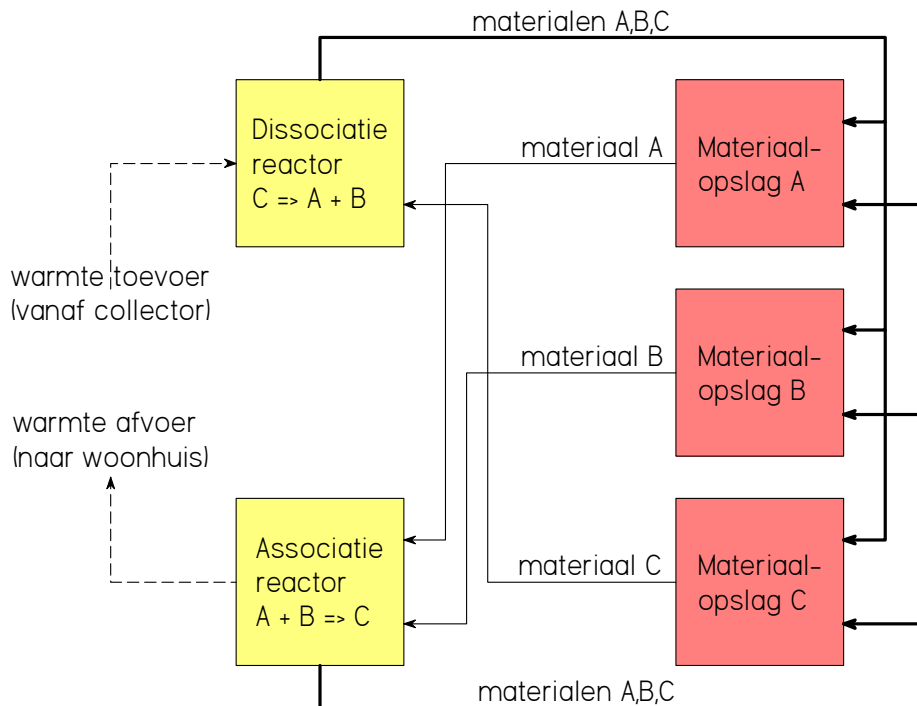 materialen A,B,C
Dissociatie
reactor
C => A + B
materiaal A
Materiaal-
opslag A
warmte toevoer
(vanaf collector)
materiaal B
Materiaal-
opslag B
warmte afvoer
(naar woonhuis)
Associatie
reactor
A + B => C
materiaal C
Materiaal-
opslag C
materialen A,B,C